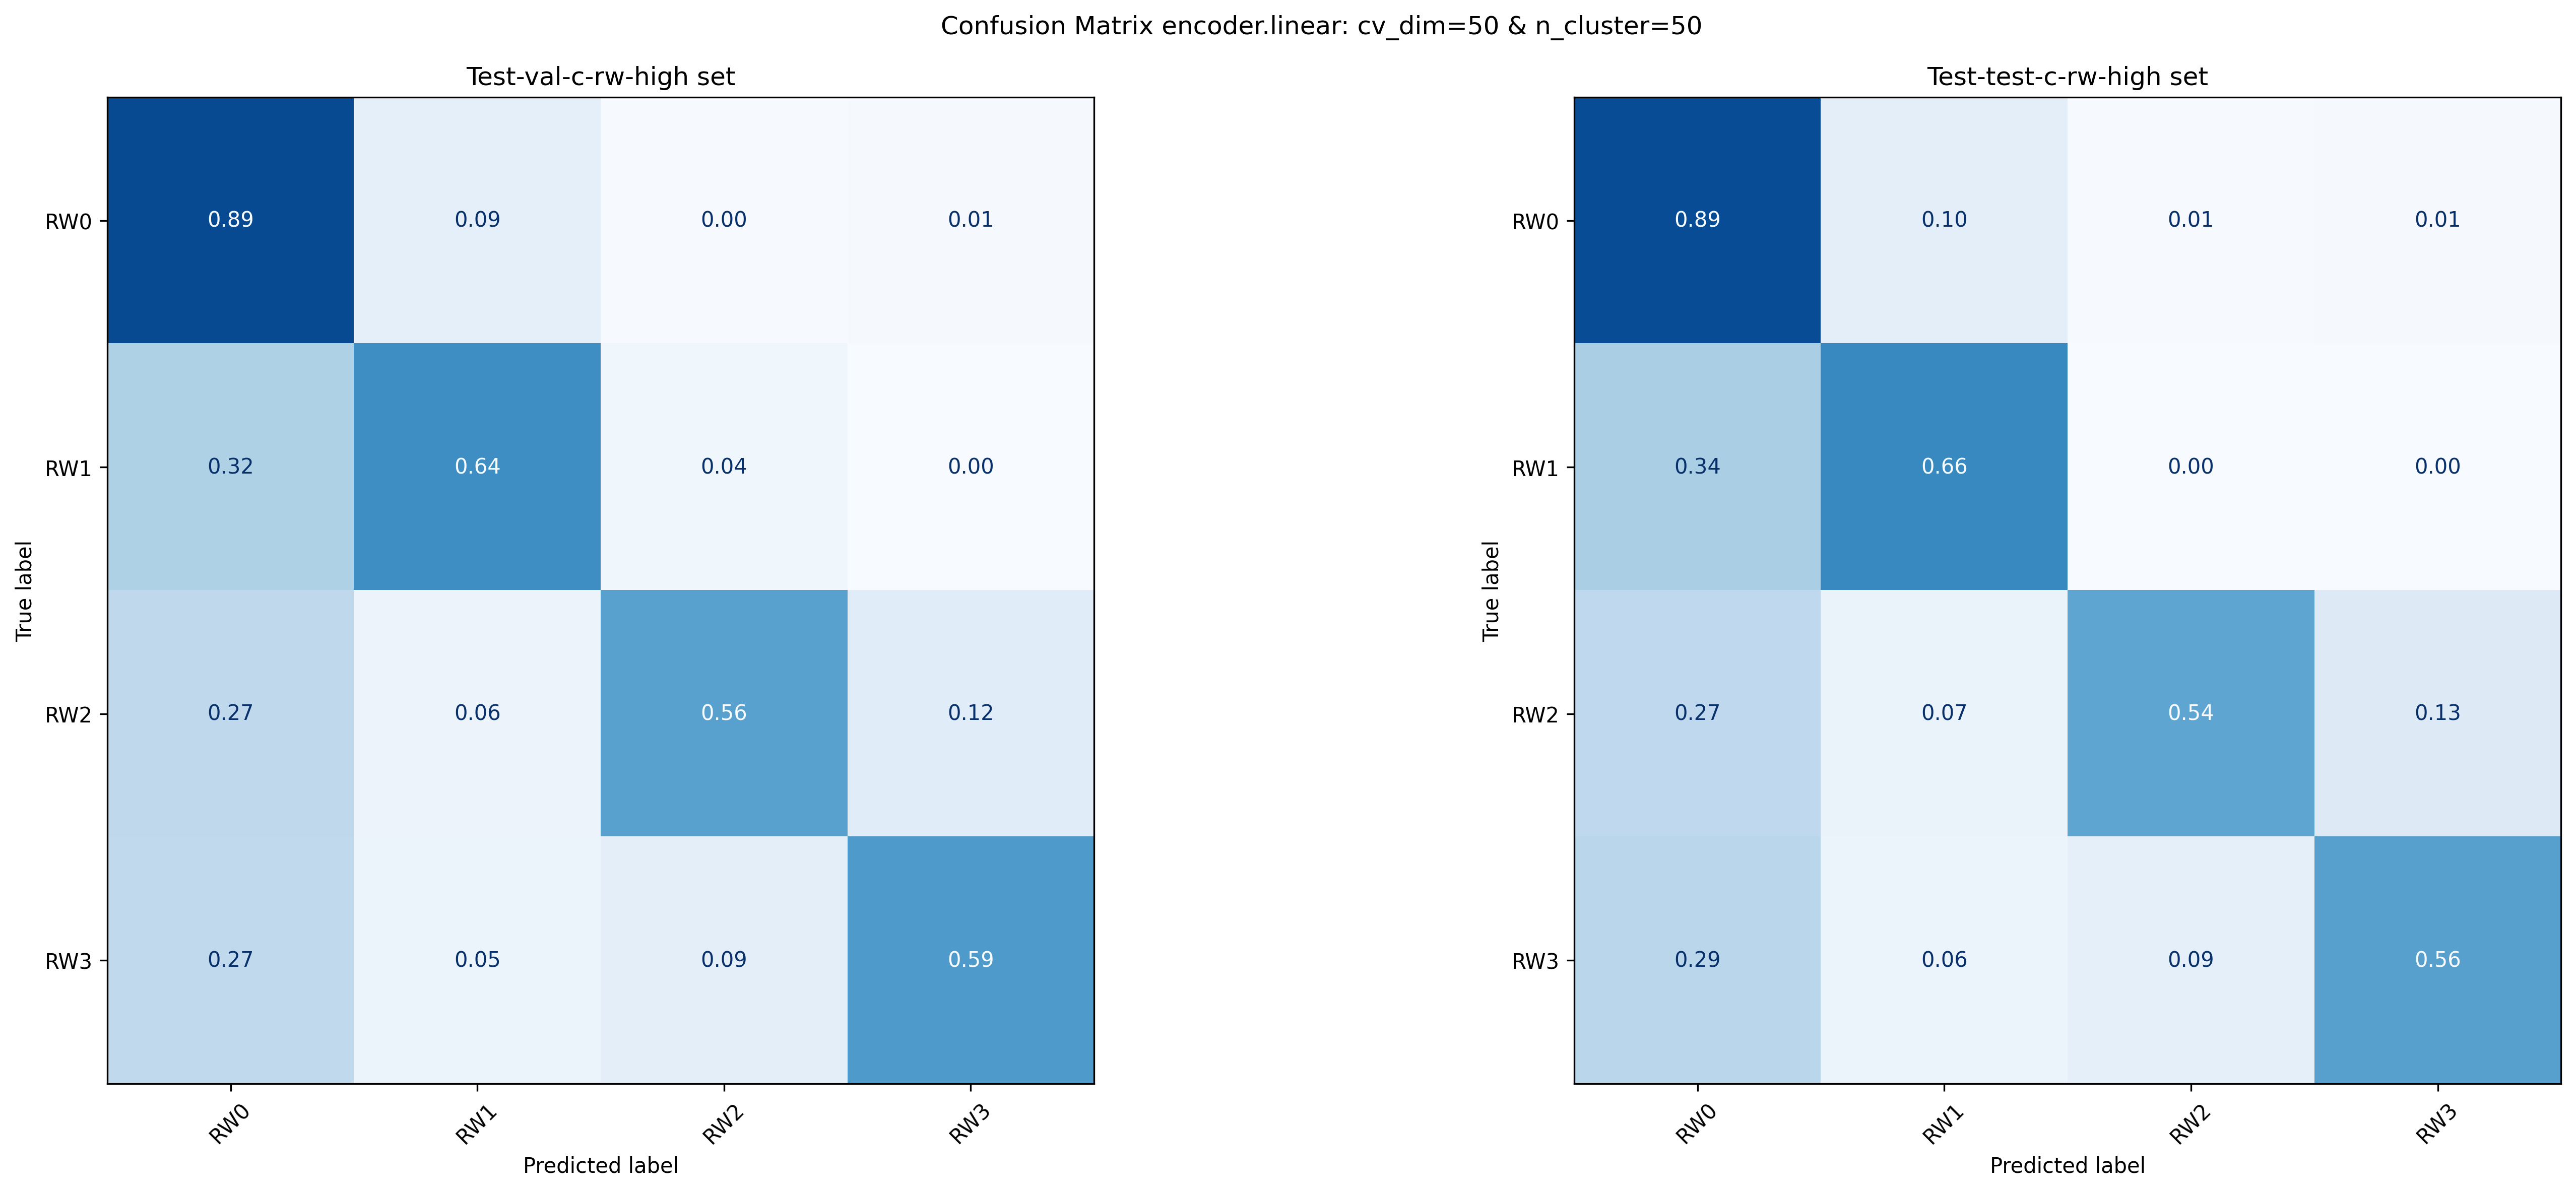 Confusion Matrix encoder.linear: cv_dim=50 & n_cluster=50
Test-val-c-rw-high set
RW0 0.89 0.09 0.00 0.01
RW1 0.32 0.64 0.04 0.00
RW2 0.27 0.06 0.56 0.12
RW3 0.27 0.05 0.09 0.59
True label
RW0 RW1 RW2 RW3
Predicted label
Test-test-c-rw-high set
RW0 0.89 0.10 0.01 0.01
RW1 0.34 0.66 0.00 0.00
RW2 0.27 0.07 0.54 0.13
RW3 0.29 0.06 0.09 0.56
True label
RW0 RW1 RW2 RW3
Predicted label